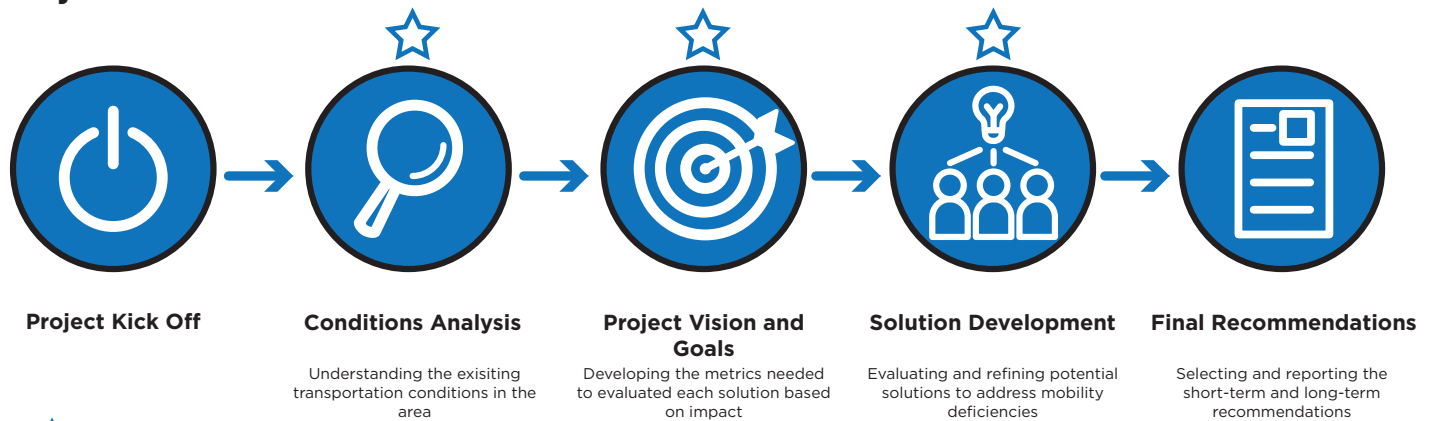 Project Kick Off
Conditions Analysis
Understanding the exisiting
transportation conditions in the
area
Project Vision and
Goals
Developing the metrics needed
to evaluated each solution based
on impact
Solution Development
Evaluating and refining potential
solutions to address mobility
deficiencies
Final Recommendations
Selecting and reporting the
short-term and long-term
recommendations